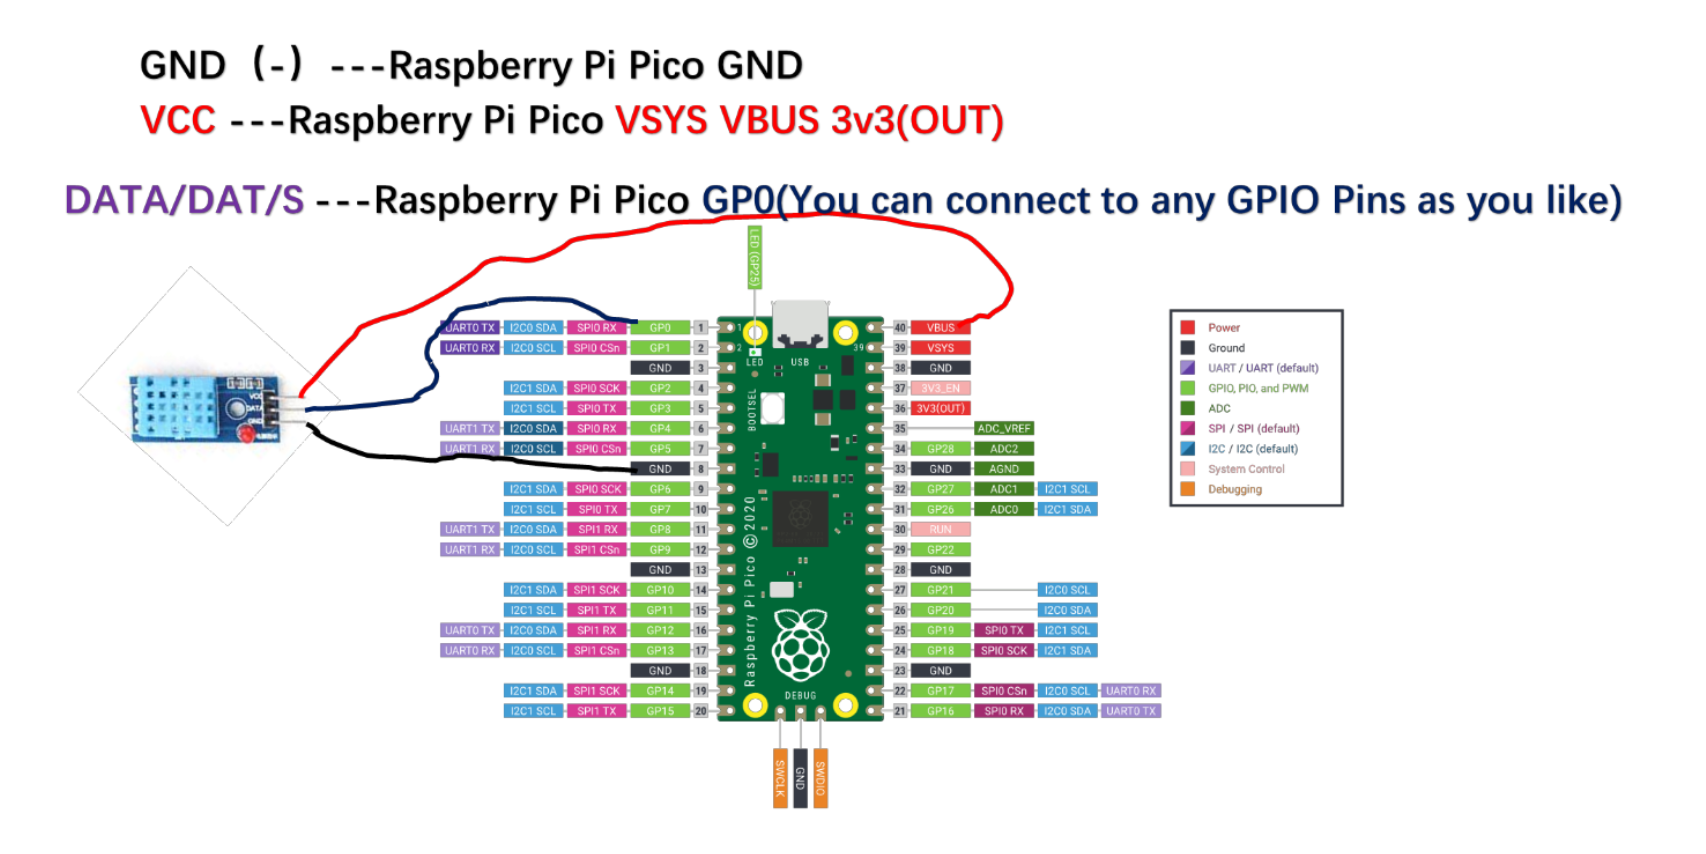 GND（-）---Raspberry Pi Pico GND
VCC ---Raspberry Pi Pico VSYS VBUS 3v3(OUT)
DATA/DAT/S ---Raspberry Pi Pico GP0(You can connect to any GPIO Pins as you like)
LED (GP25)
VCC
DATA
GND
UART0 TX I2C0 SDA SPI0 RX GP0 1
UART0 RX I2C0 SCL SPI0 CSn GP1 2
GND 3
I2C1 SDA SPI0 SCK GP2 4
I2C1 SCL SPI0 TX GP3 5
UART1 TX I2C0 SDA SPI0 RX GP4 6
UART1 RX I2C0 SCL SPI0 CSn GP5 7
GND 8
I2C1 SDA SPI0 SCK GP6 9
I2C1 SCL SPI0 TX GP7 10
UART1 TX I2C0 SDA SPI1 RX GP8 11
UART1 RX I2C0 SCL SPI1 CSn GP9 12
GND 13
I2C1 SDA SPI1 SCK GP10 14
I2C1 SCL SPI1 TX GP11 15
UART0 TX I2C0 SDA SPI1 RX GP12 16
UART0 RX I2C0 SCL SPI1 CSn GP13 17
GND 18
I2C1 SDA SPI1 SCK GP14 19
I2C1 SCL SPI1 TX GP15 20
1
2
39
LED
USB
BOOTSEL
Raspberry Pi Pico © 2020
DEBUG
40 VBUS
39 VSYS
38 GND
37 3V3_EN
36 3V3(OUT)
35 ADC_VREF
34 GP28 ADC2
33 GND AGND
32 GP27 ADC1 I2C1 SCL
31 GP26 ADC0 I2C1 SDA
30 RUN
29 GP22
28 GND
27 GP21 I2C0 SCL
26 GP20 I2C0 SDA
25 GP19 SPI0 TX I2C1 SCL
24 GP18 SPI0 SCK I2C1 SDA
23 GND
22 GP17 SPI0 CSn I2C0 SCL UART0 RX
21 GP16 SPI0 RX I2C0 SDA UART0 TX
SWCLK
GND
SWDIO
Power
Ground
UART / UART (default)
GPIO, PIO, and PWM
ADC
SPI / SPI (default)
I2C / I2C (default)
System Control
Debugging